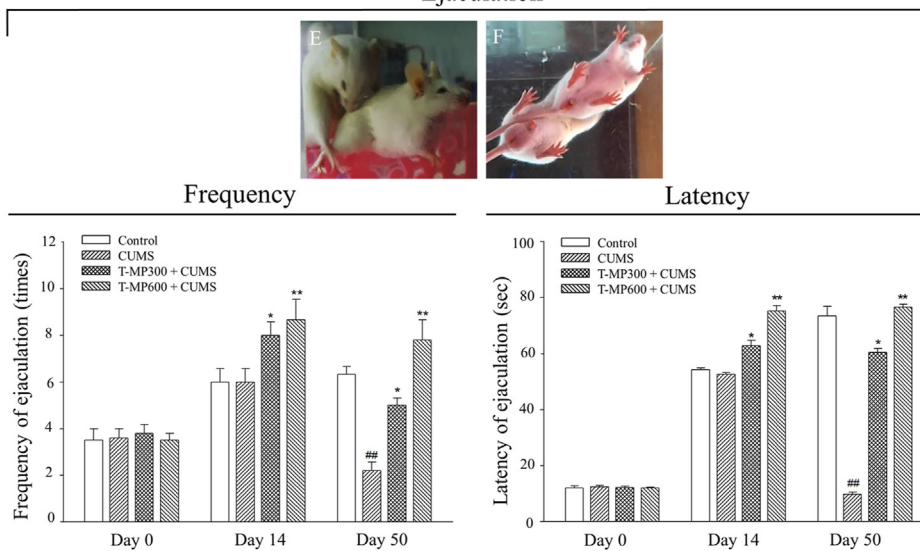 Ejaculation
E
F
Frequency
Latency
Control
CUMS
T-MP300 + CUMS
T-MP600 + CUMS
Frequency of ejaculation (times)
12
10
8
6
4
2
0
*
**
##
*
**
Day 0
Day 14
Day 50
Control
CUMS
T-MP300 + CUMS
T-MP600 + CUMS
Latency of ejaculation (sec)
100
80
60
40
20
0
*
**
##
*
**
Day 0
Day 14
Day 50